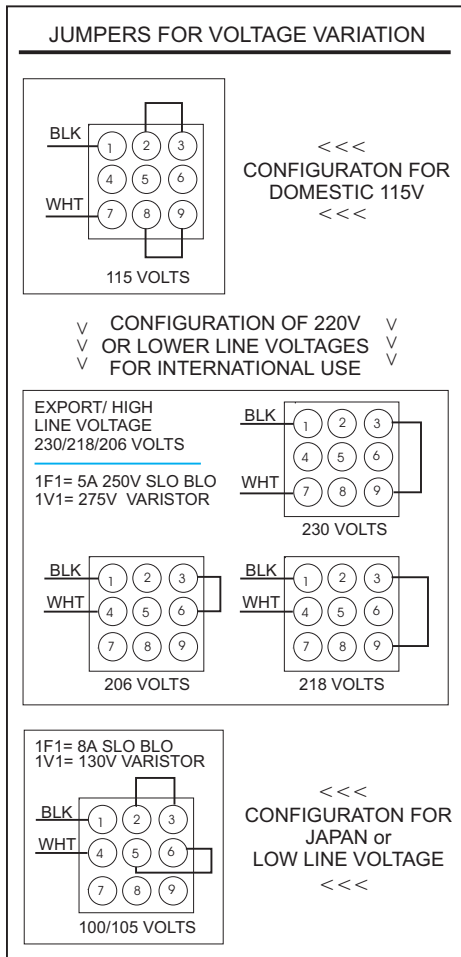 JUMPERS FOR VOLTAGE VARIATION
BLK
1 2 3
4 5 6
WHT
7 8 9
115 VOLTS
<<<
CONFIGURATON FOR
DOMESTIC 115V
<<<
V CONFIGURATION OF 220V V
V OR LOWER LINE VOLTAGES V
V FOR INTERNATIONAL USE V
EXPORT/ HIGH
LINE VOLTAGE
230/218/206 VOLTS
1F1= 5A 250V SLO BLO
1V1= 275V VARISTOR
BLK
1 2 3
4 5 6
WHT
7 8 9
230 VOLTS
BLK
1 2 3
WHT
4 5 6
7 8 9
206 VOLTS
BLK
1 2 3
WHT
4 5 6
7 8 9
218 VOLTS
1F1= 8A SLO BLO
1V1= 130V VARISTOR
BLK
1 2 3
WHT
4 5 6
7 8 9
100/105 VOLTS
<<<
CONFIGURATON FOR
JAPAN or
LOW LINE VOLTAGE
<<<